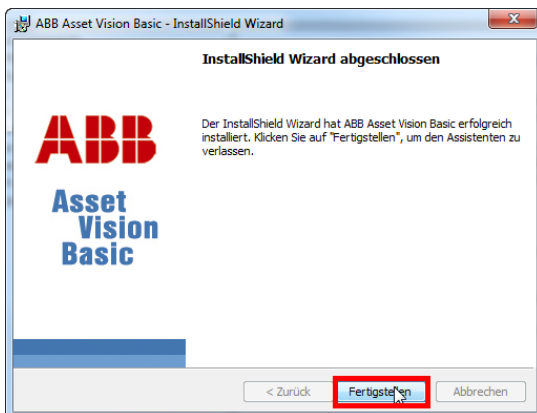 ABB Asset Vision Basic - InstallShield Wizard
InstallShield Wizard abgeschlossen
ABB
Asset
Vision
Basic
Der InstallShield Wizard hat ABB Asset Vision Basic erfolgreich
installiert. Klicken Sie auf "Fertigstellen", um den Assistenten zu
verlassen.
< Zurück
Fertigstellen
Abbrechen